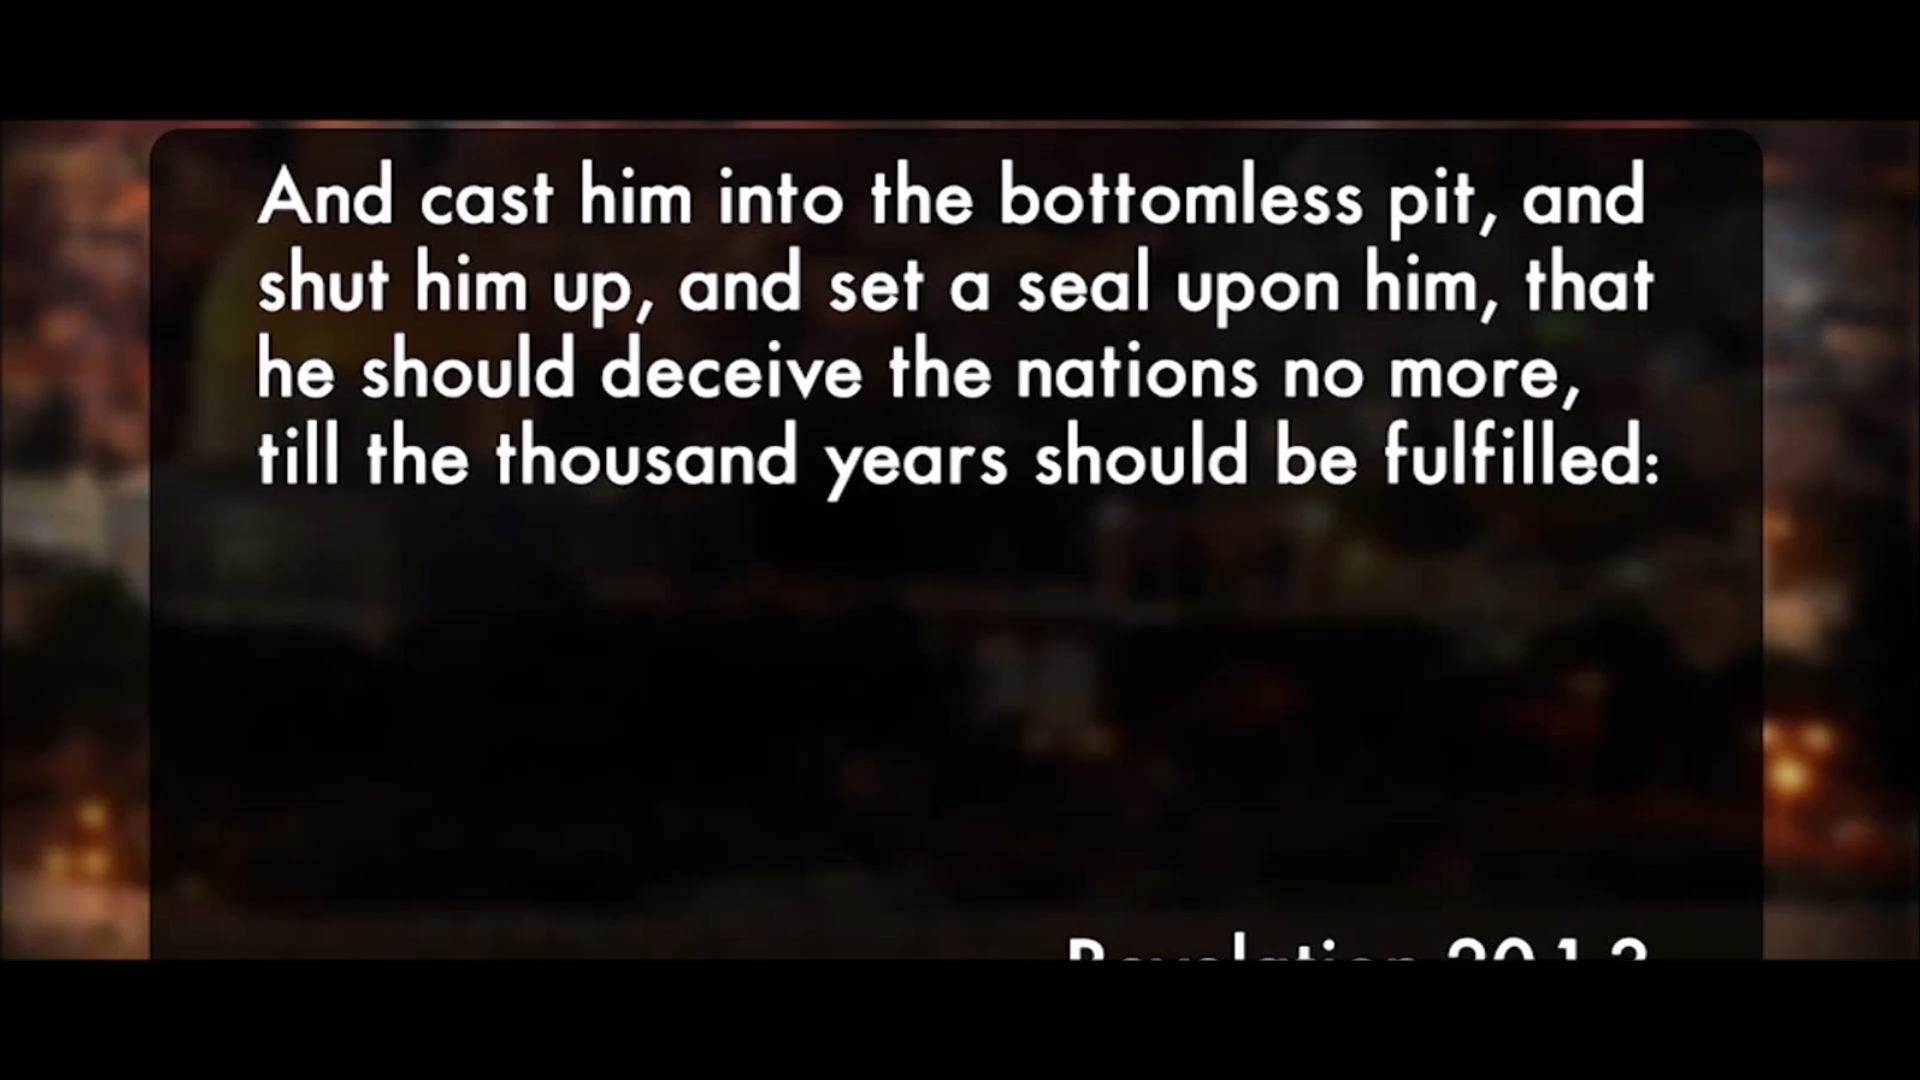 And cast him into the bottomless pit, and
shut him up, and set a seal upon him, that
he should deceive the nations no more,
till the thousand years should be fulfilled:
Revelation